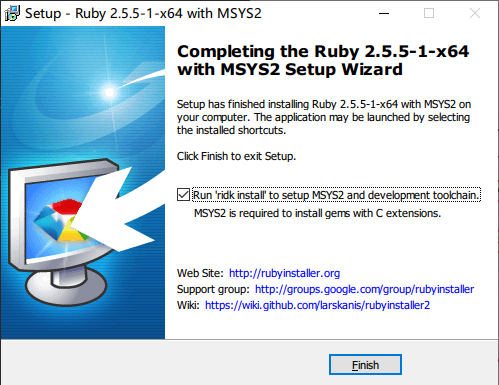 Setup - Ruby 2.5.5-1-x64 with MSYS2
Completing the Ruby 2.5.5-1-x64
with MSYS2 Setup Wizard
Setup has finished installing Ruby 2.5.5-1-x64 with MSYS2 on
your computer. The application may be launched by selecting
the installed shortcuts.
Click Finish to exit Setup.
Run 'ridk install' to setup MSYS2 and development toolchain.
MSYS2 is required to install gems with C extensions.
Web Site: http://rubyinstaller.org
Support group: http://groups.google.com/group/rubyinstaller
Wiki: https://wiki.github.com/larskanis/rubyinstaller2
Finish